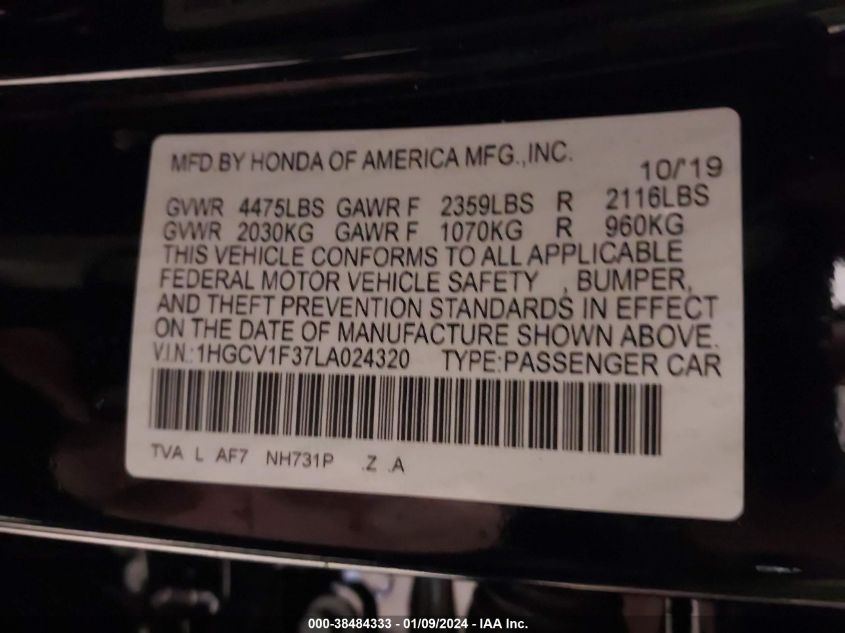 MFD.BY HONDA OF AMERICA MFG.,INC. 10/'19
GVWR 4475LBS GAWR F 2359LBS R 2116LBS
GVWR 2030KG GAWR F 1070KG R 960KG
THIS VEHICLE CONFORMS TO ALL APPLICABLE
FEDERAL MOTOR VEHICLE SAFETY , BUMPER,
AND THEFT PREVENTION STANDARDS IN EFFECT
ON THE DATE OF MANUFACTURE SHOWN ABOVE.
V.I.N.:1HGCV1F37LA024320 TYPE:PASSENGER CAR
TVA L AF7 NH731P .Z .A
000-38484333 - 01/09/2024 - IAA Inc.